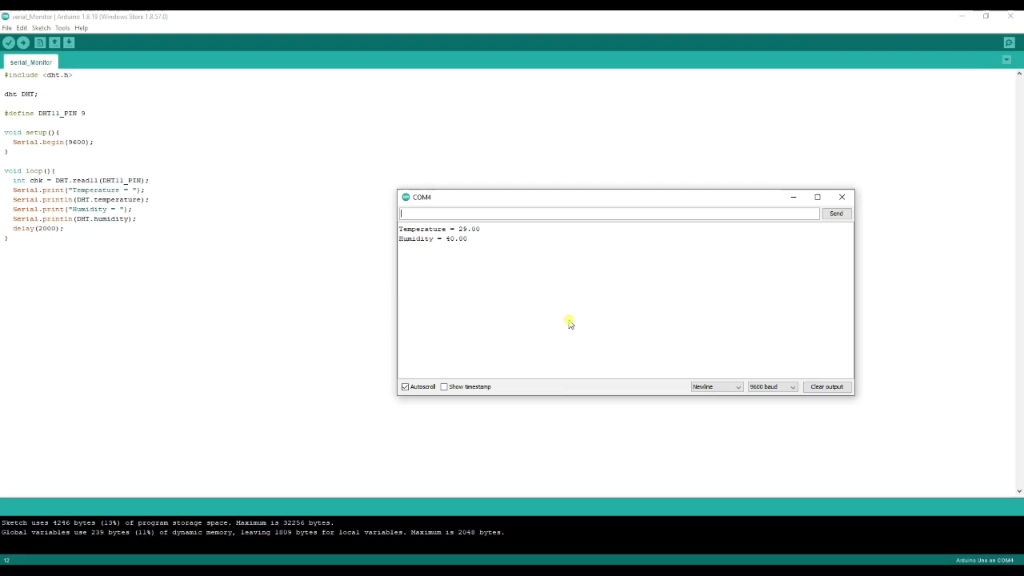 serial_Monitor | Arduino 1.8.19 (Windows Store 1.8.57.0)
File Edit Sketch Tools Help
serial_Monitor
#include <dht.h>
dht DHT;
#define DHT11_PIN 9
void setup(){
Serial.begin(9600);
}
void loop(){
int chk = DHT.read11(DHT11_PIN);
Serial.print("Temperature = ");
Serial.println(DHT.temperature);
Serial.print("Humidity = ");
Serial.println(DHT.humidity);
delay(2000);
}
COM4
Send
Temperature = 29.00
Humidity = 40.00
Autoscroll Show timestamp Newline 9600 baud Clear output
Sketch uses 4246 bytes (13%) of program storage space. Maximum is 32256 bytes.
Global variables use 239 bytes (11%) of dynamic memory, leaving 1809 bytes for local variables. Maximum is 2048 bytes.
12 Arduino Uno on COM4